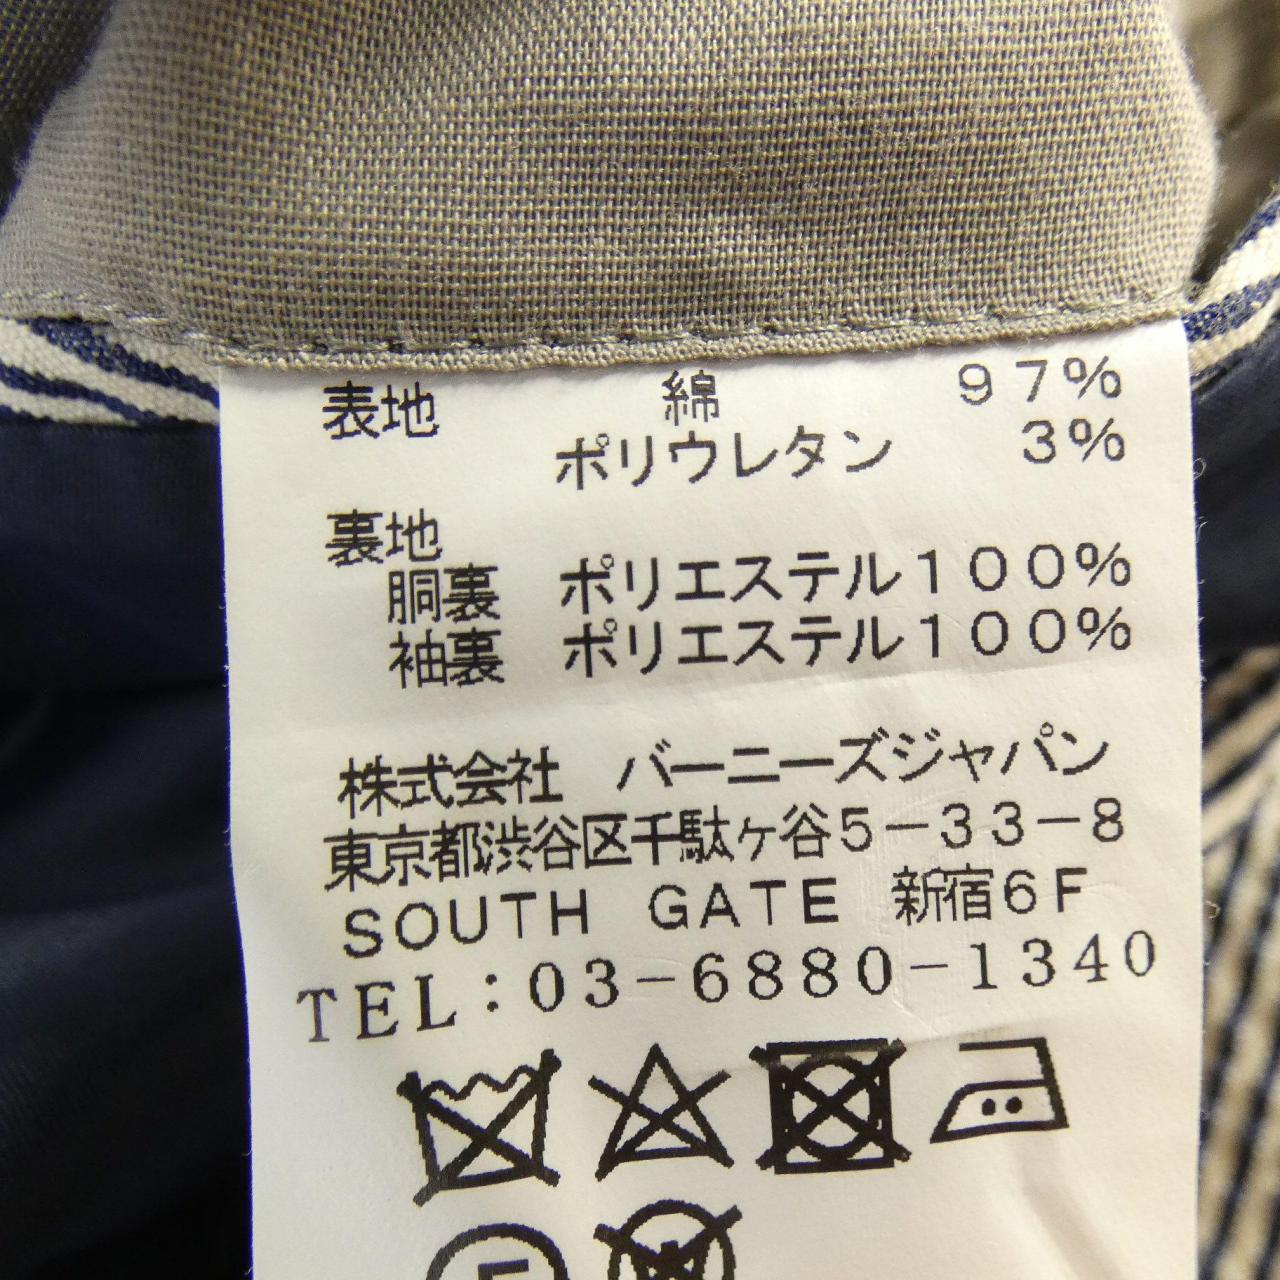 表地 綿 97%
ポリウレタン 3%
裏地
胴裏 ポリエステル100%
袖裏 ポリエステル100%
株式会社 バーニーズジャパン
東京都渋谷区千駄ヶ谷5-33-8
SOUTH GATE 新宿6F
TEL:03-6880-1340